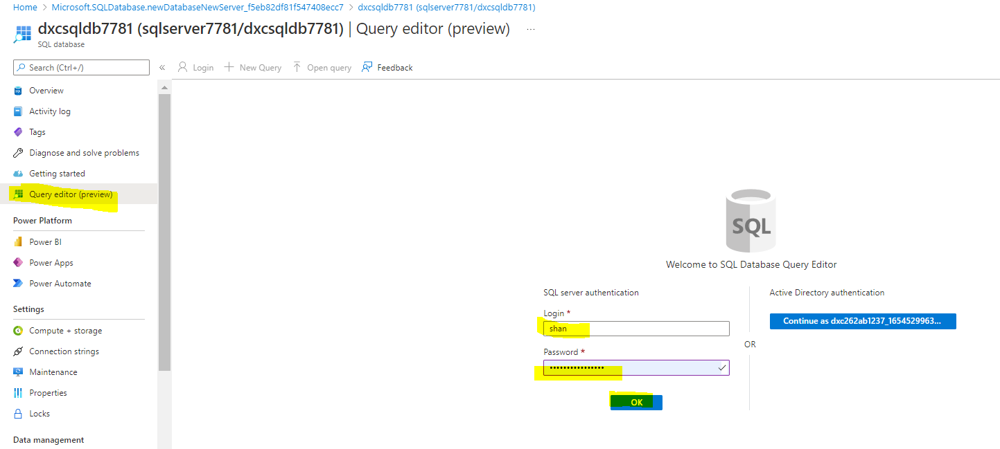 Home > Microsoft.SQLDatabase.newDatabaseNewServer_f5eb82df81f547408ecc7 > dxcsqldb7781 (sqlserver7781/dxcsqldb7781)
dxcsqldb7781 (sqlserver7781/dxcsqldb7781) | Query editor (preview) ...
SQL database
Search (Ctrl+/) « Login New Query Open query Feedback
Overview
Activity log
Tags
Diagnose and solve problems
Getting started
Query editor (preview)
Power Platform
Power BI
Power Apps
Power Automate
Settings
Compute + storage
Connection strings
Maintenance
Properties
Locks
Data management
SQL
Welcome to SQL Database Query Editor
SQL server authentication
Login *
shan
Password *
••••••••••••••••
OK
OR
Active Directory authentication
Continue as dxc262ab1237_1654529963...